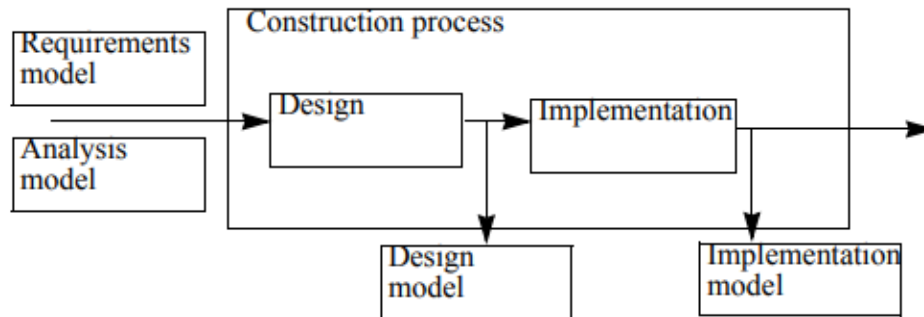 Construction process
Requirements
model
Design
Implementation
Analysis
model
Design
model
Implementation
model